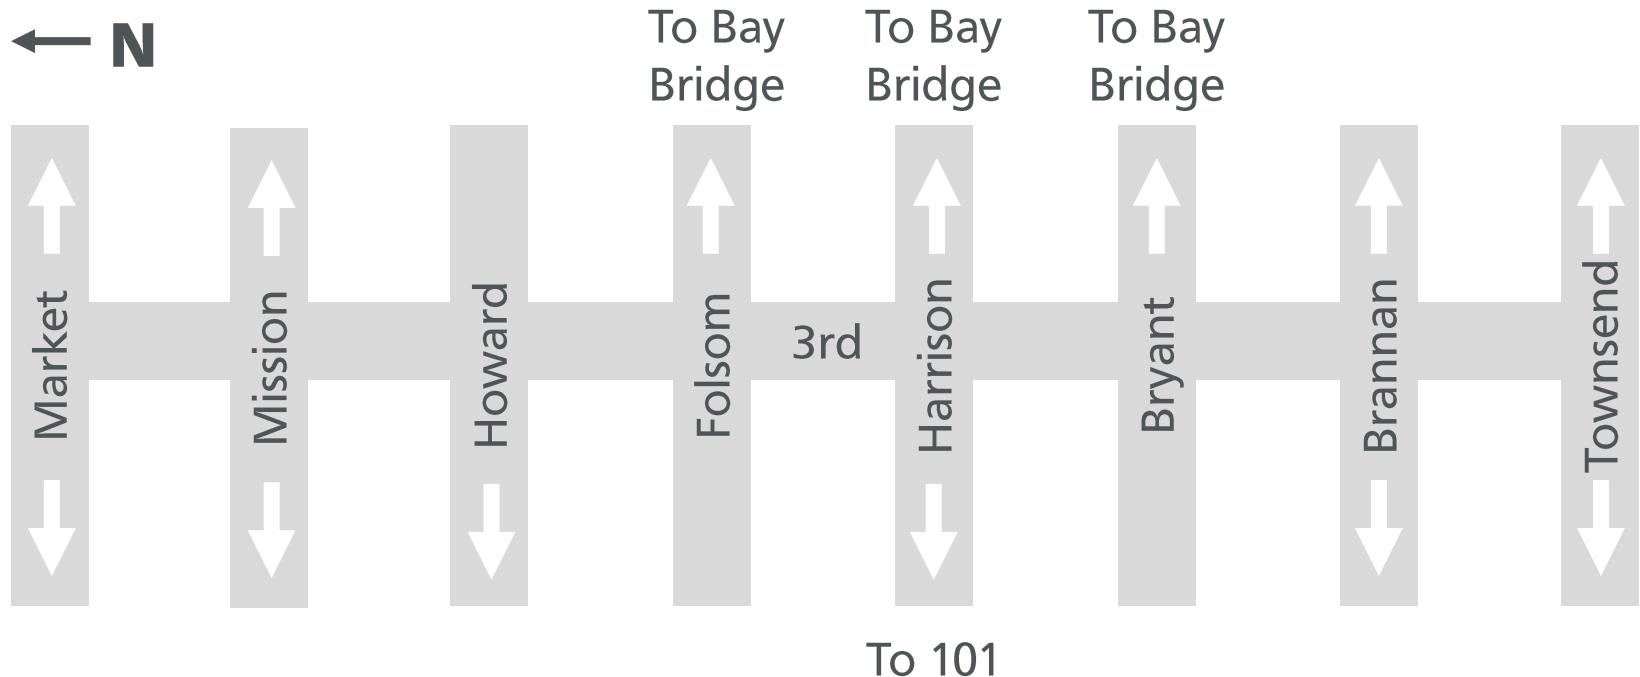 N
To Bay
Bridge
To Bay
Bridge
To Bay
Bridge
Market
Mission
Howard
Folsom
3rd
Harrison
Bryant
Brannan
Townsend
To 101